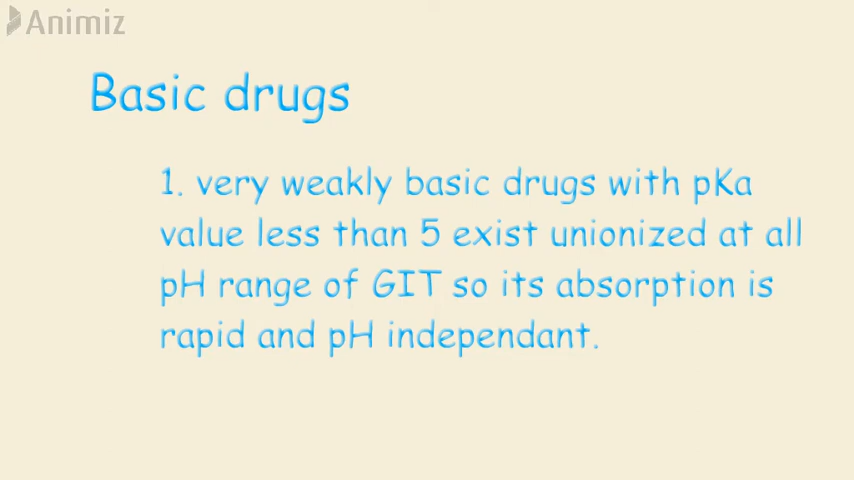 Animiz
Basic drugs
1. very weakly basic drugs with pKa
value less than 5 exist unionized at all
pH range of GIT so its absorption is
rapid and pH independant.